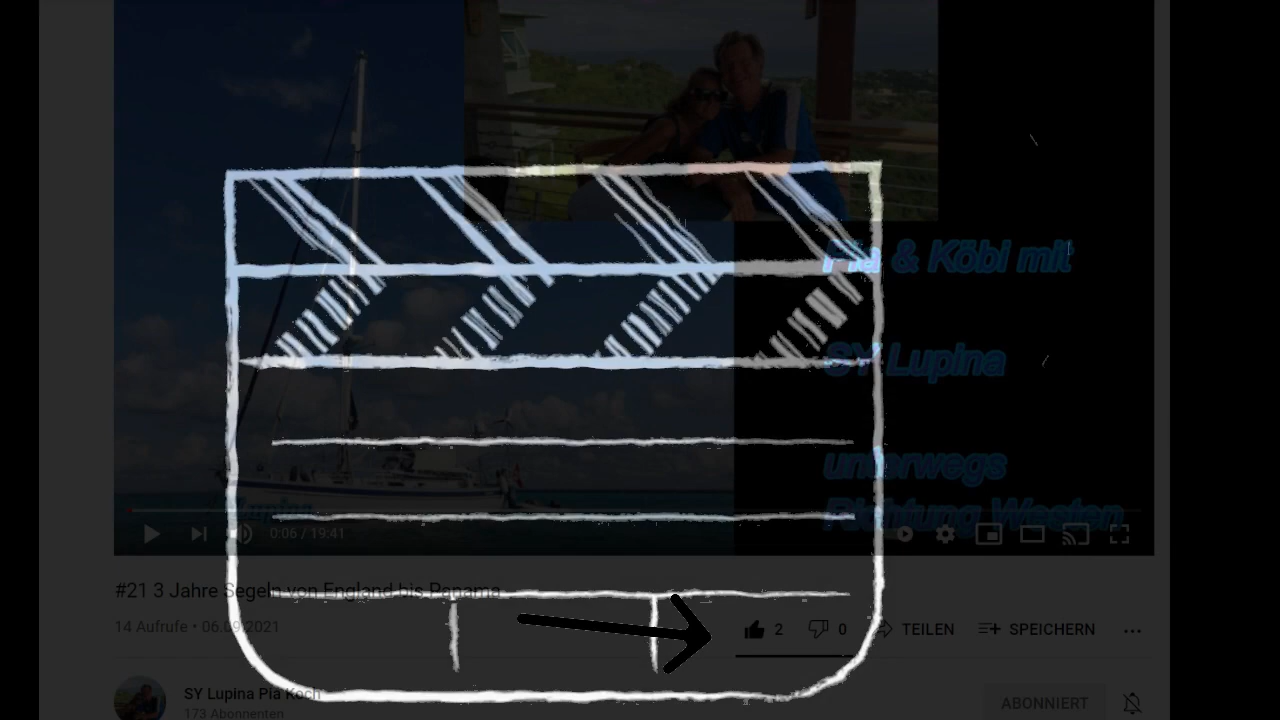 Pia & Köbi mit
SY Lupina
unterwegs
Richtung Westen
0:06 / 19:41
#21 3 Jahre Segeln von England bis Panama
14 Aufrufe • 06.09.2021
2
0
TEILEN
SPEICHERN
SY Lupina Pia Koch
173 Abonnenten
ABONNIERT